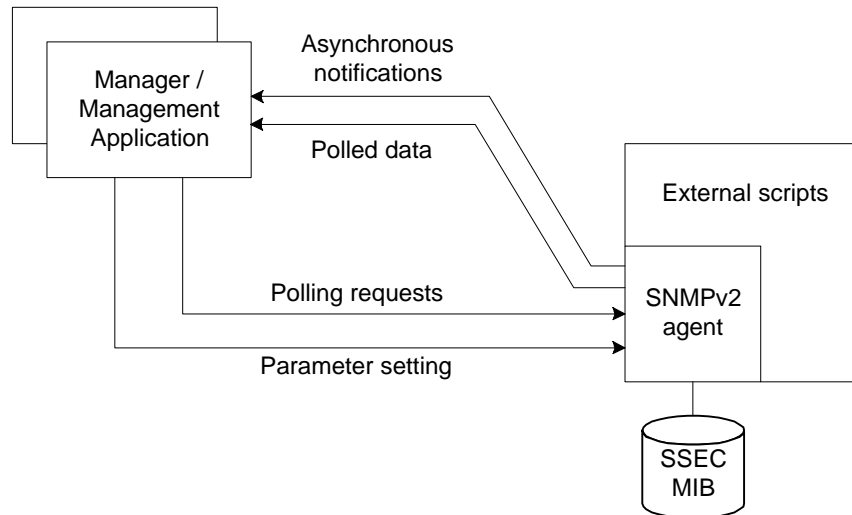 Asynchronous
notifications
Manager /
Management
Application
Polled data
External scripts
SNMPv2
agent
Polling requests
Parameter setting
SSEC
MIB